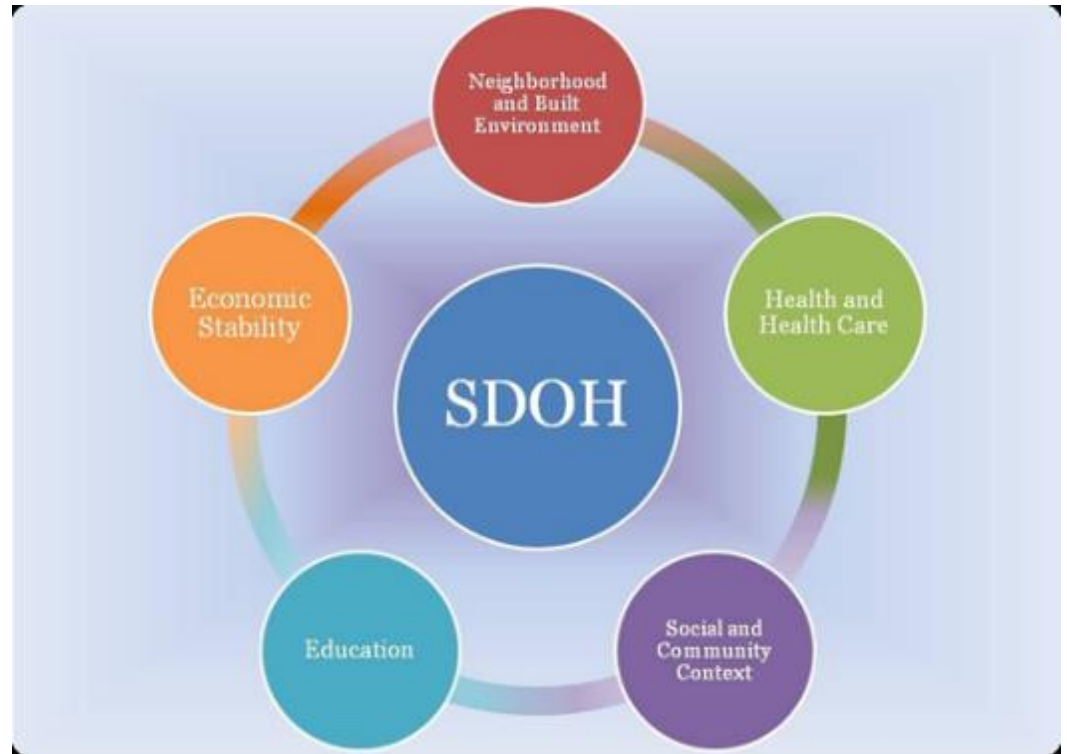 Neighborhood
and Built
Environment
Economic
Stability
Health and
Health Care
SDOH
Education
Social and
Community
Context